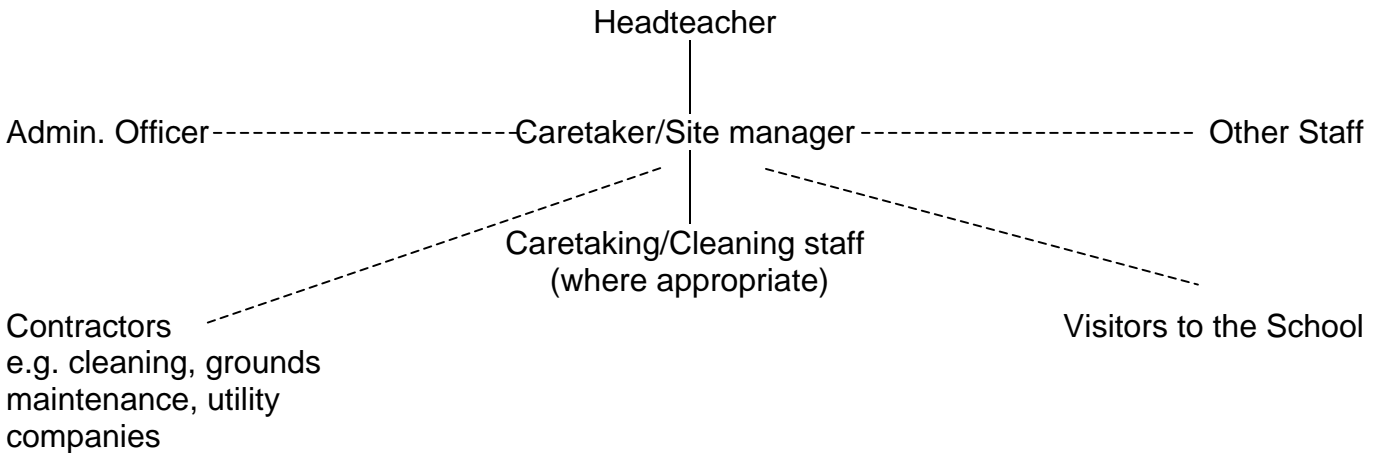 Headteacher
Admin. Officer Caretaker/Site manager Other Staff
Caretaking/Cleaning staff
(where appropriate)
Contractors
e.g. cleaning, grounds
maintenance, utility
companies
Visitors to the School